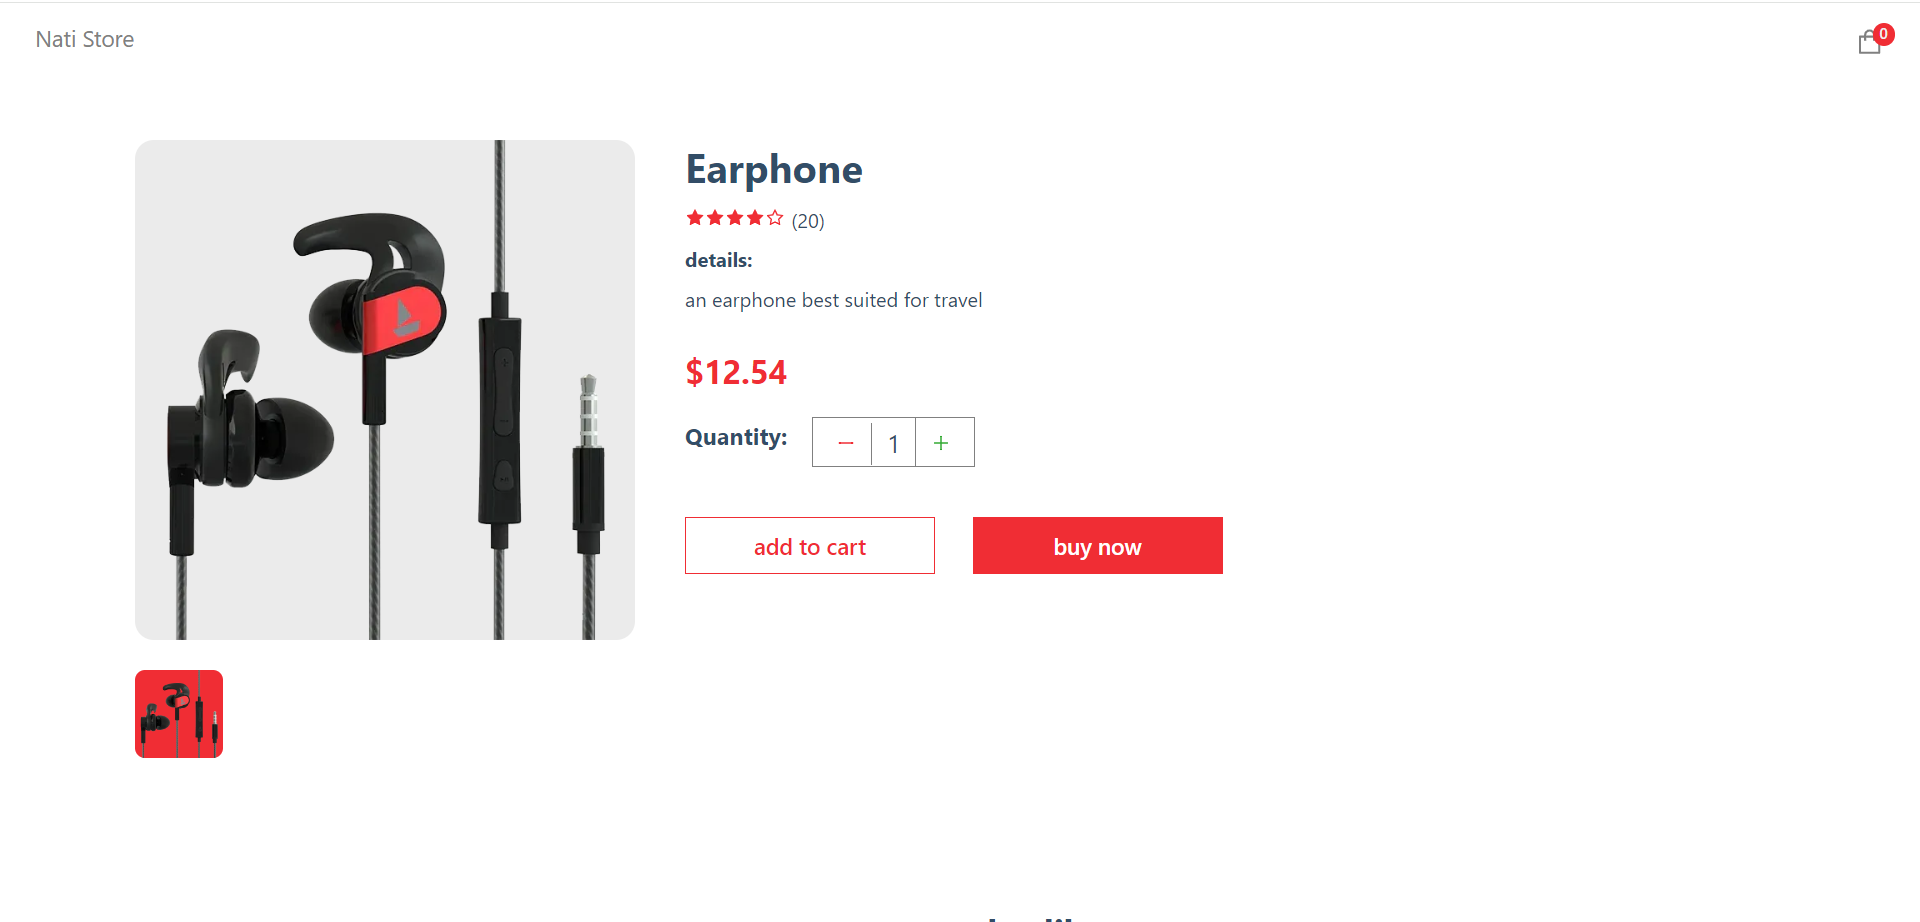 Nati Store
0
Earphone
(20)
details:
an earphone best suited for travel
$12.54
Quantity: − 1 +
add to cart
buy now